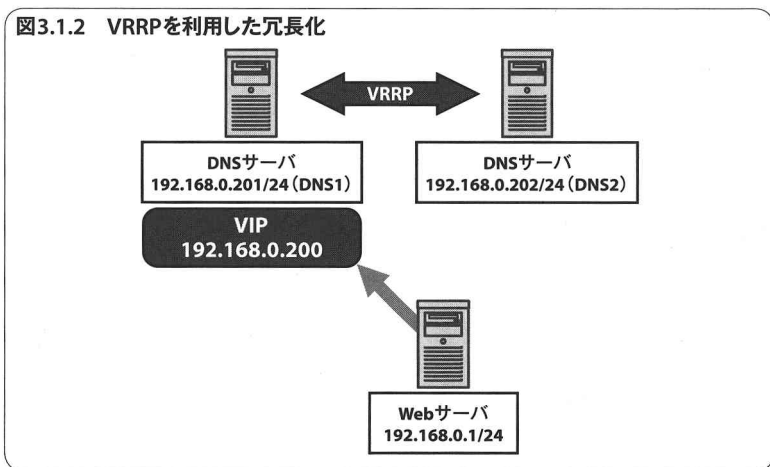 図3.1.2 VRRPを利用した冗長化
VRRP
DNSサーバ
192.168.0.201/24(DNS1)
DNSサーバ
192.168.0.202/24(DNS2)
VIP
192.168.0.200
Webサーバ
192.168.0.1/24